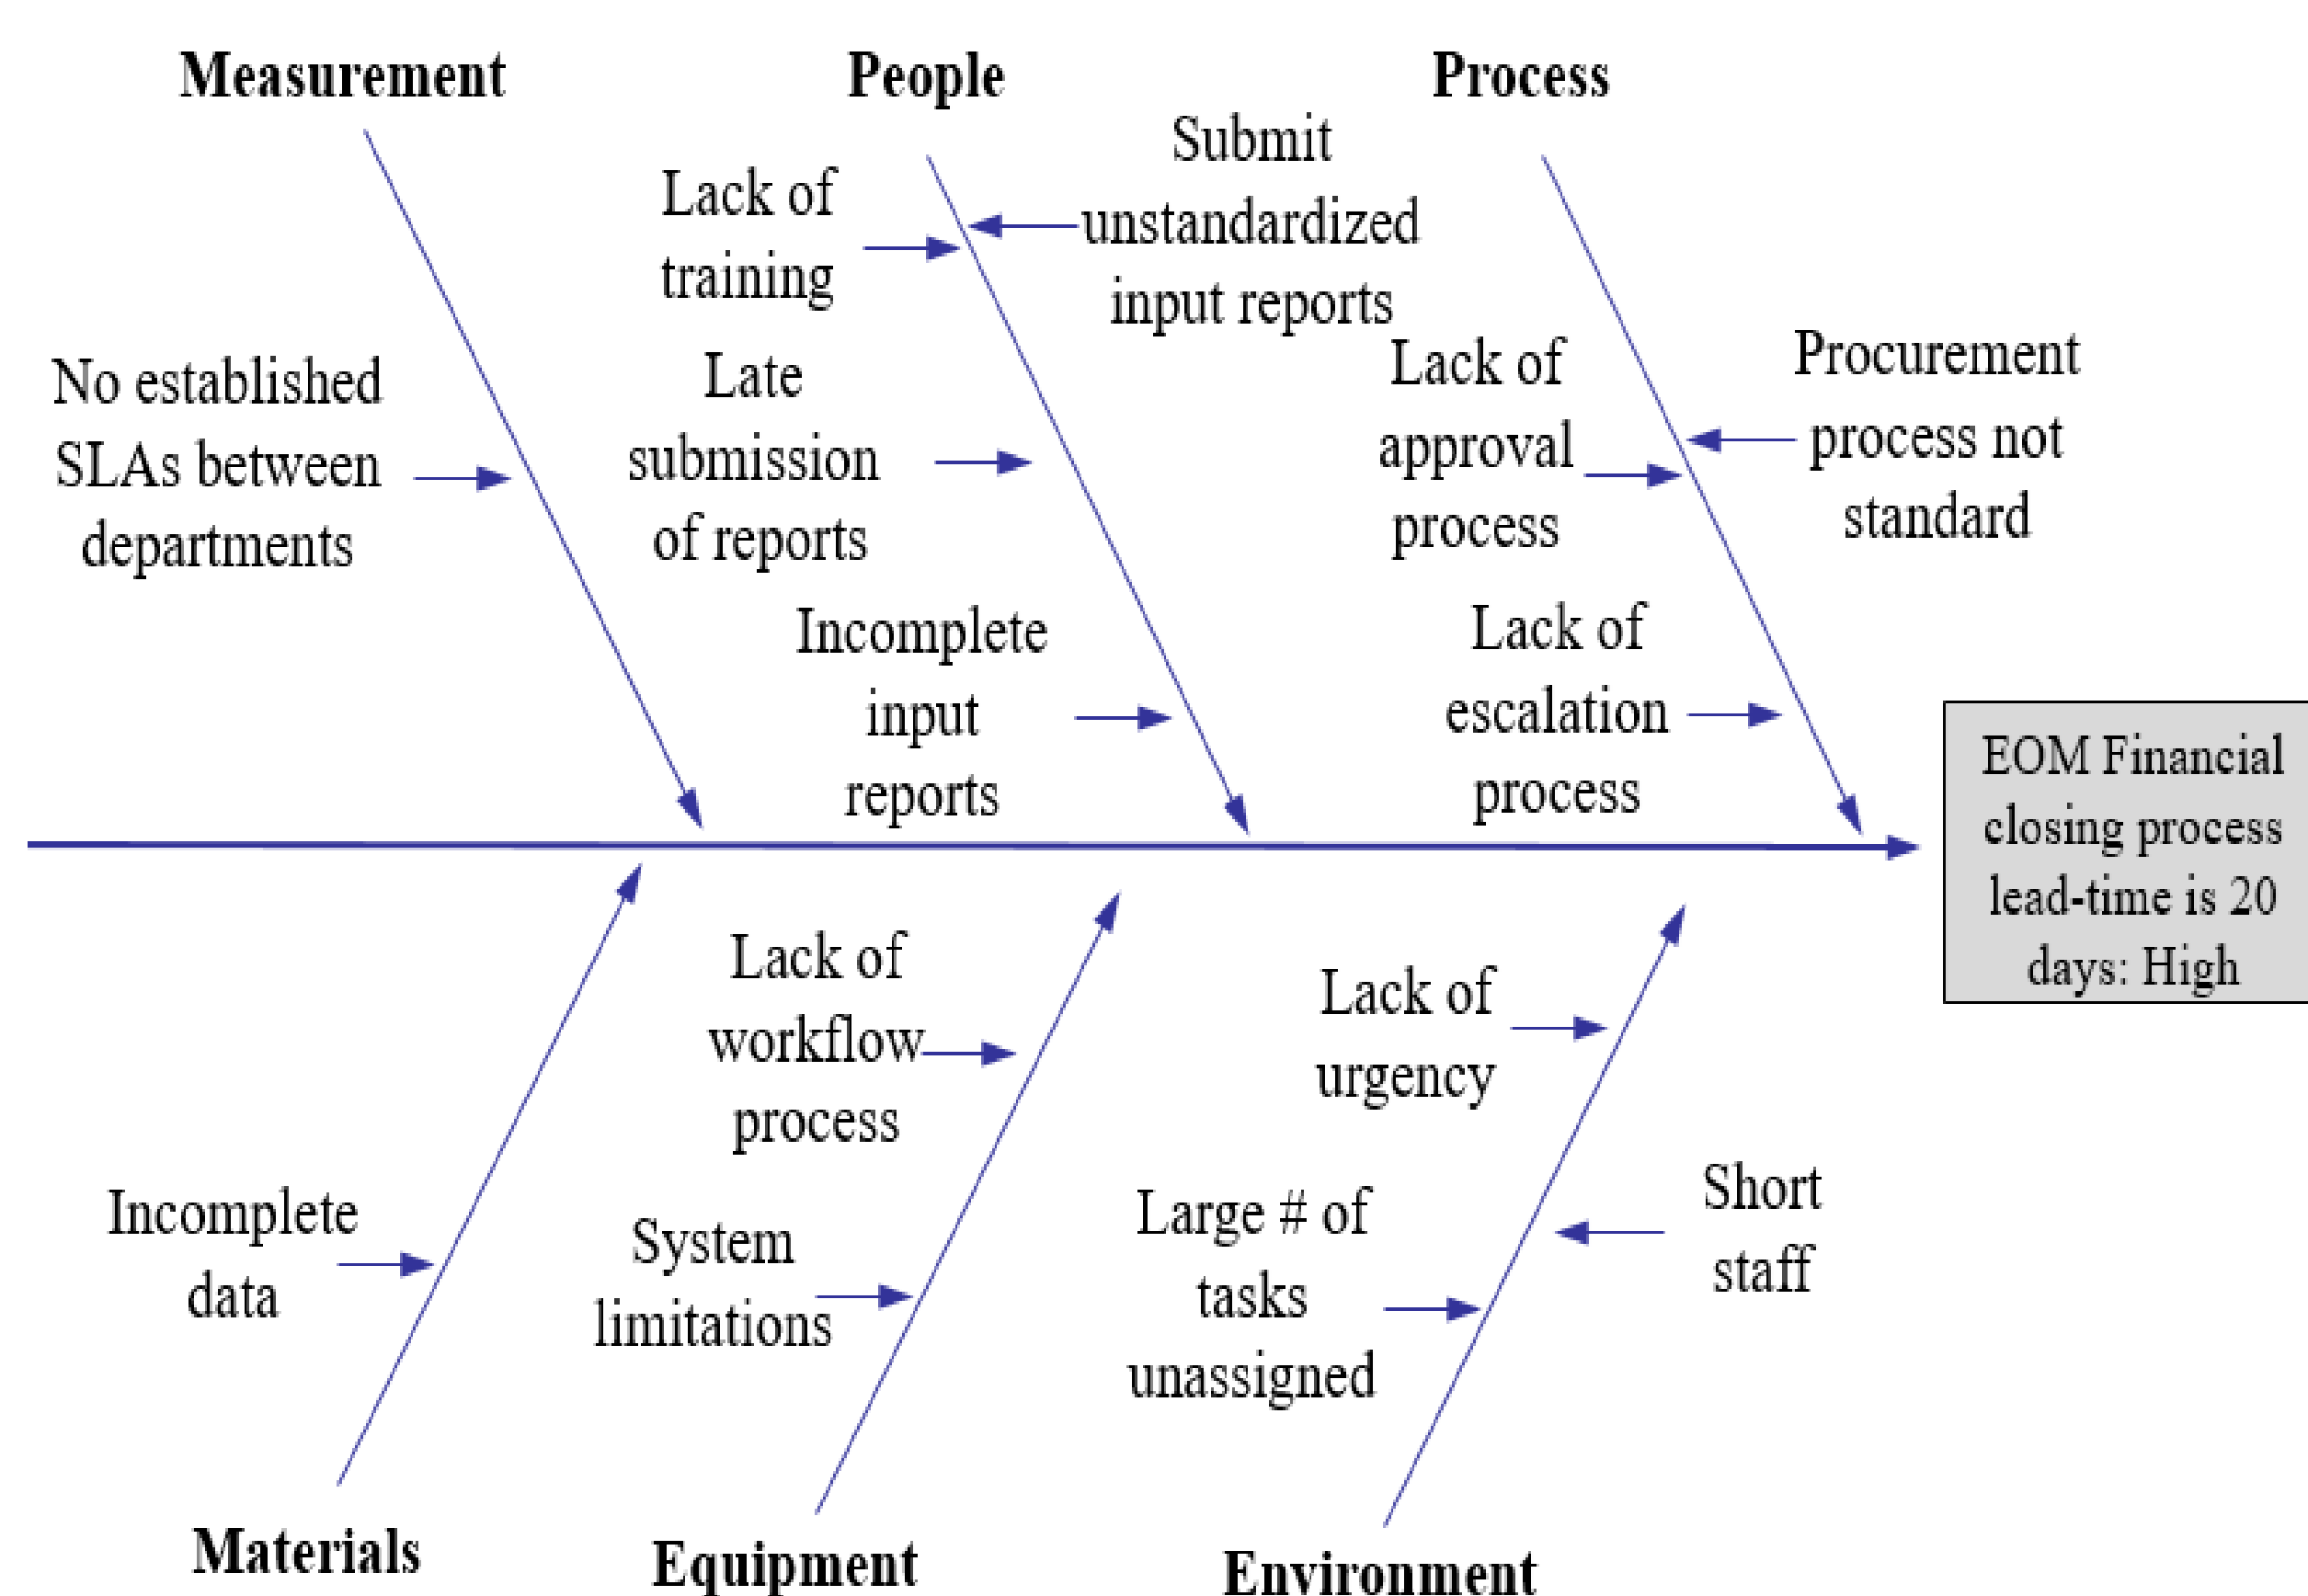 Measurement
People
Process
Submit
unstandardized
input reports
Lack of
training
No established
SLAs between
departments
Late
submission
of reports
Lack of
approval
process
Procurement
process not
standard
Incomplete
input
reports
Lack of
escalation
process
EOM Financial
closing process
lead-time is 20
days: High
Lack of
workflow
process
Lack of
urgency
Incomplete
data
System
limitations
Large # of
tasks
unassigned
Short
staff
Materials
Equipment
Environment